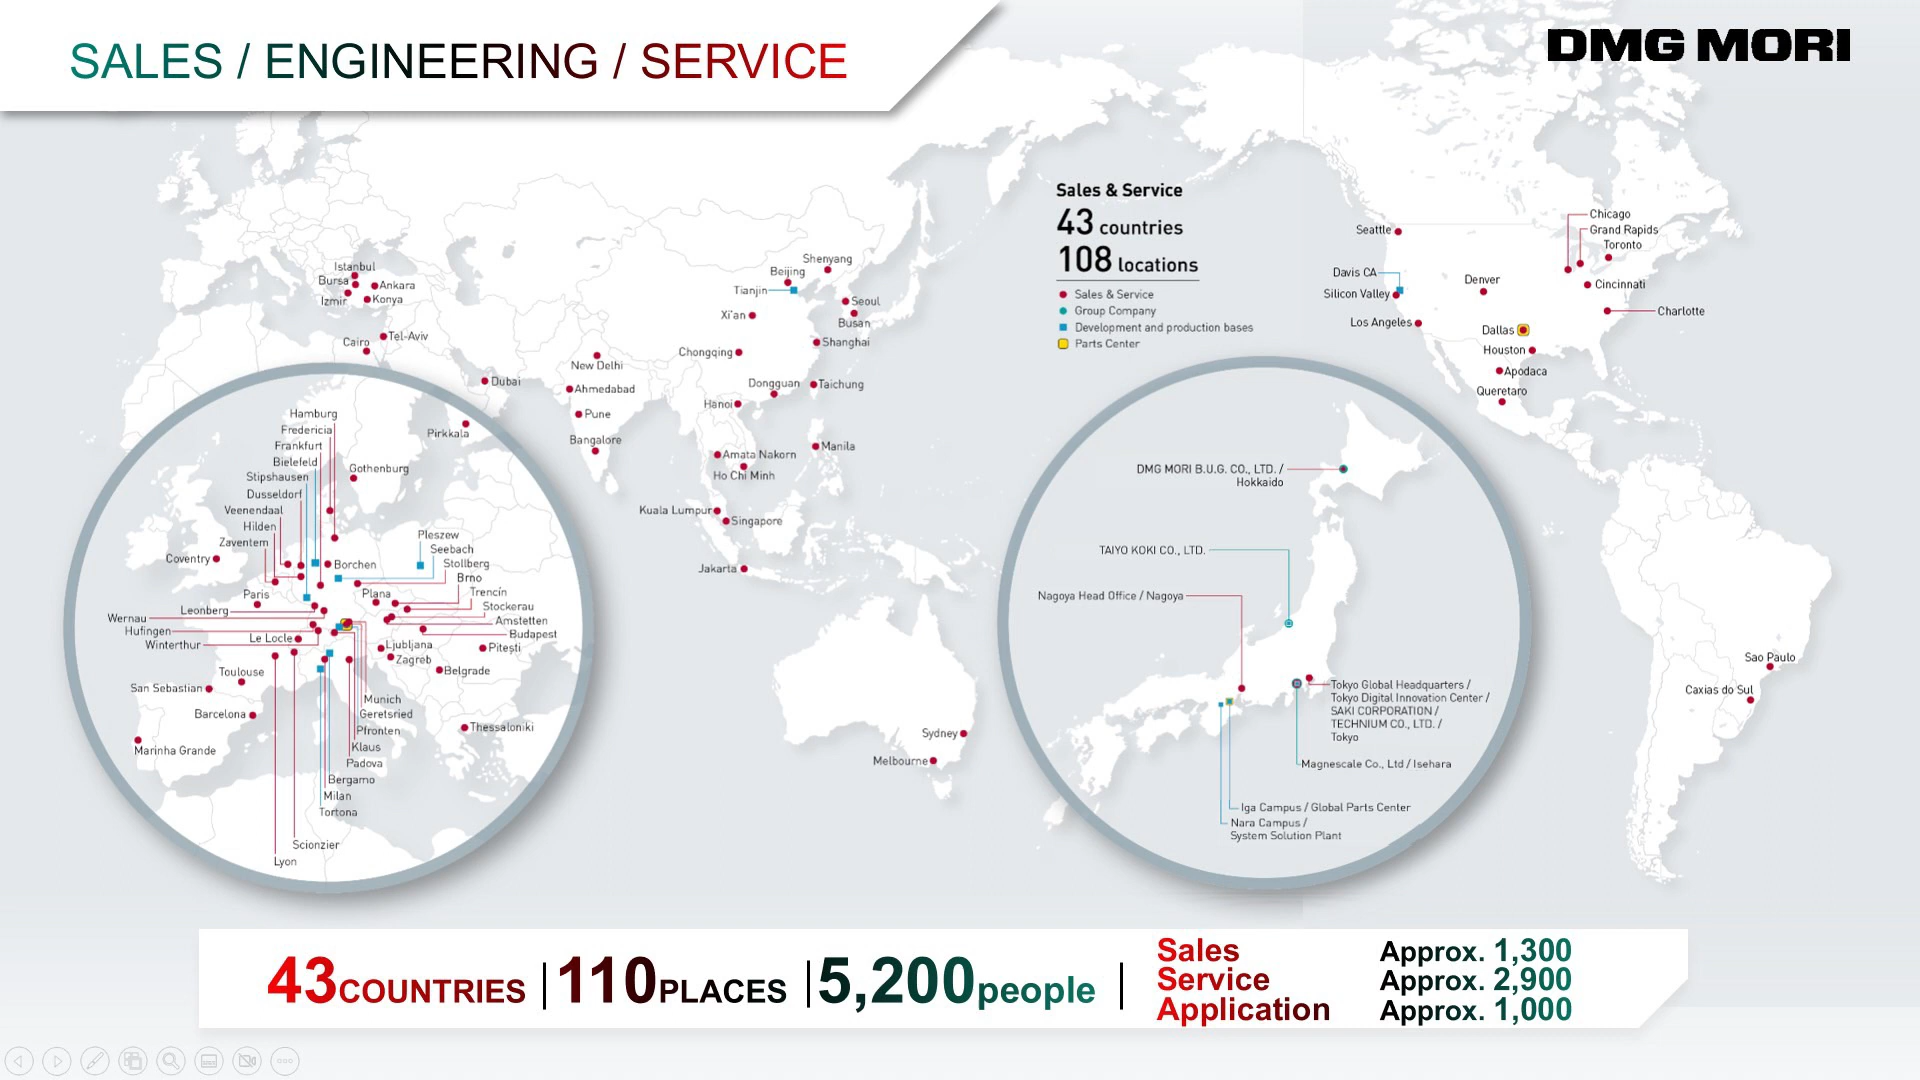 SALES / ENGINEERING / SERVICE
DMG MORI
Sales & Service
43 countries
108 locations
Sales & Service
Group Company
Development and production bases
Parts Center
Istanbul
Bursa
Ankara
Izmir
Konya
Tel-Aviv
Cairo
Dubai
New Delhi
Ahmedabad
Pune
Bangalore
Shenyang
Beijing
Tianjin
Seoul
Xi'an
Busan
Shanghai
Chongqing
Dongguan
Taichung
Hanoi
Manila
Amata Nakorn
Ho Chi Minh
Kuala Lumpur
Singapore
Jakarta
Sydney
Melbourne
Chicago
Grand Rapids
Toronto
Seattle
Davis CA
Silicon Valley
Denver
Cincinnati
Charlotte
Los Angeles
Dallas
Houston
Apodaca
Queretaro
Sao Paulo
Caxias do Sul
Hamburg
Fredericia
Frankfurt
Bielefeld
Stipshausen
Dusseldorf
Veenendaal
Hilden
Zaventem
Coventry
Pirkkala
Gothenburg
Pleszew
Seebach
Stollberg
Borchen
Brno
Plana
Trencín
Stockerau
Amstetten
Budapest
Paris
Leonberg
Wernau
Hufingen
Winterthur
Le Locle
Ljubljana
Zagreb
Pitești
Belgrade
Toulouse
San Sebastian
Barcelona
Marinha Grande
Thessaloniki
Munich
Geretsried
Pfronten
Klaus
Padova
Bergamo
Milan
Tortona
Scionzier
Lyon
DMG MORI B.U.G. CO., LTD. /
Hokkaido
TAIYO KOKI CO., LTD.
Nagoya Head Office / Nagoya
Tokyo Global Headquarters /
Tokyo Digital Innovation Center /
SAKI CORPORATION /
TECHNIUM CO., LTD. /
Tokyo
Magnescale Co., Ltd / Isehara
Iga Campus / Global Parts Center
Nara Campus /
System Solution Plant
43COUNTRIES | 110PLACES | 5,200people |
Sales Approx. 1,300
Service Approx. 2,900
Application Approx. 1,000